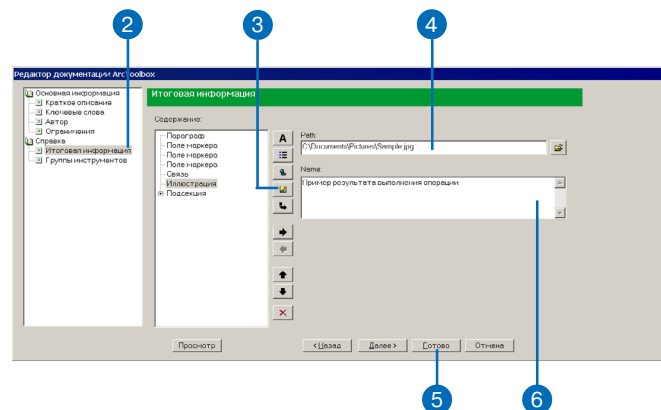 2 3 4
Редактор документации ArcToolbox
Основная информация
Краткое описание
Ключевые слова
Автор
Ограничения
Справка
Итоговая информация
Группы инструментов
Итоговая информация
Содержание:
Параграф
Поле маркера
Поле маркера
Поле маркера
Связь
Иллюстрация
Подсекция
A
Path:
C:\Documents\Pictures\Sample.jpg
Name:
Пример результата выполнения операции
Просмотр
< Назад
Далее >
Готово
Отмена
5 6